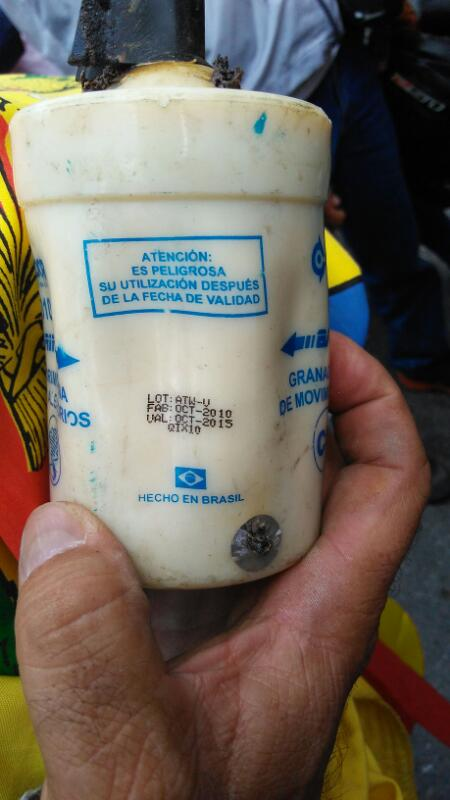 ATENCIÓN:
ES PELIGROSA
SU UTILIZACIÓN DESPUÉS
DE LA FECHA DE VALIDAD
GRANA
DE MOVIM
LOT:ATW-V
FAB:OCT-2010
VAL:OCT-2015
QTX10
HECHO EN BRASIL